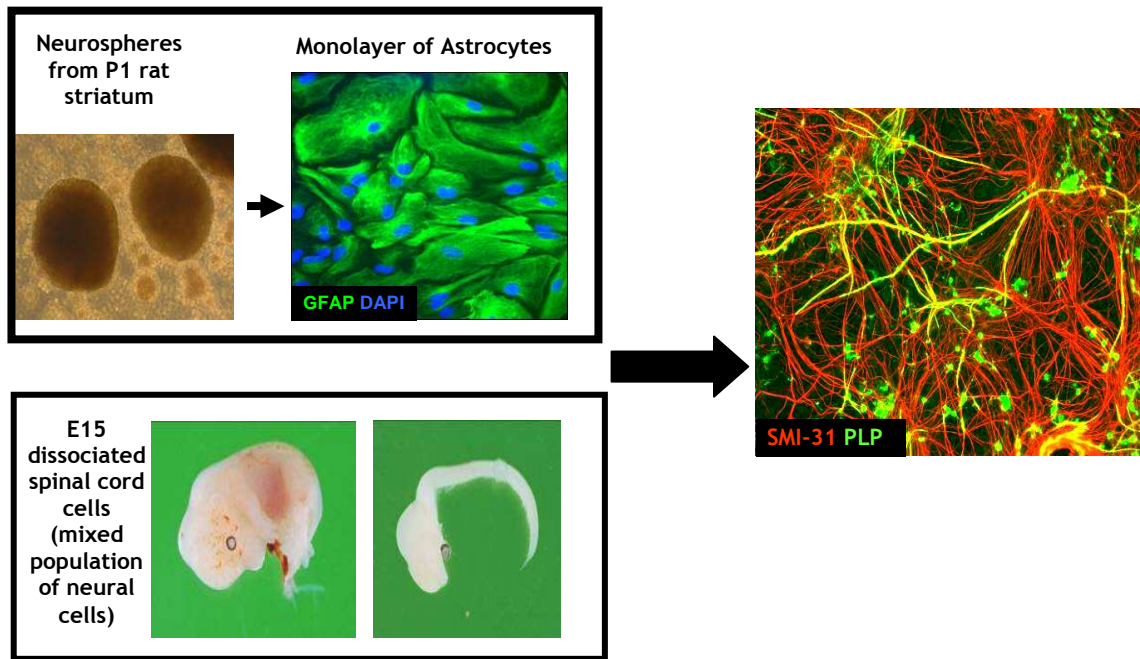 Neurospheres
from P1 rat
striatum
Monolayer of Astrocytes
GFAP DAPI
E15
dissociated
spinal cord
cells
(mixed
population
of neural
cells)
SMI-31 PLP